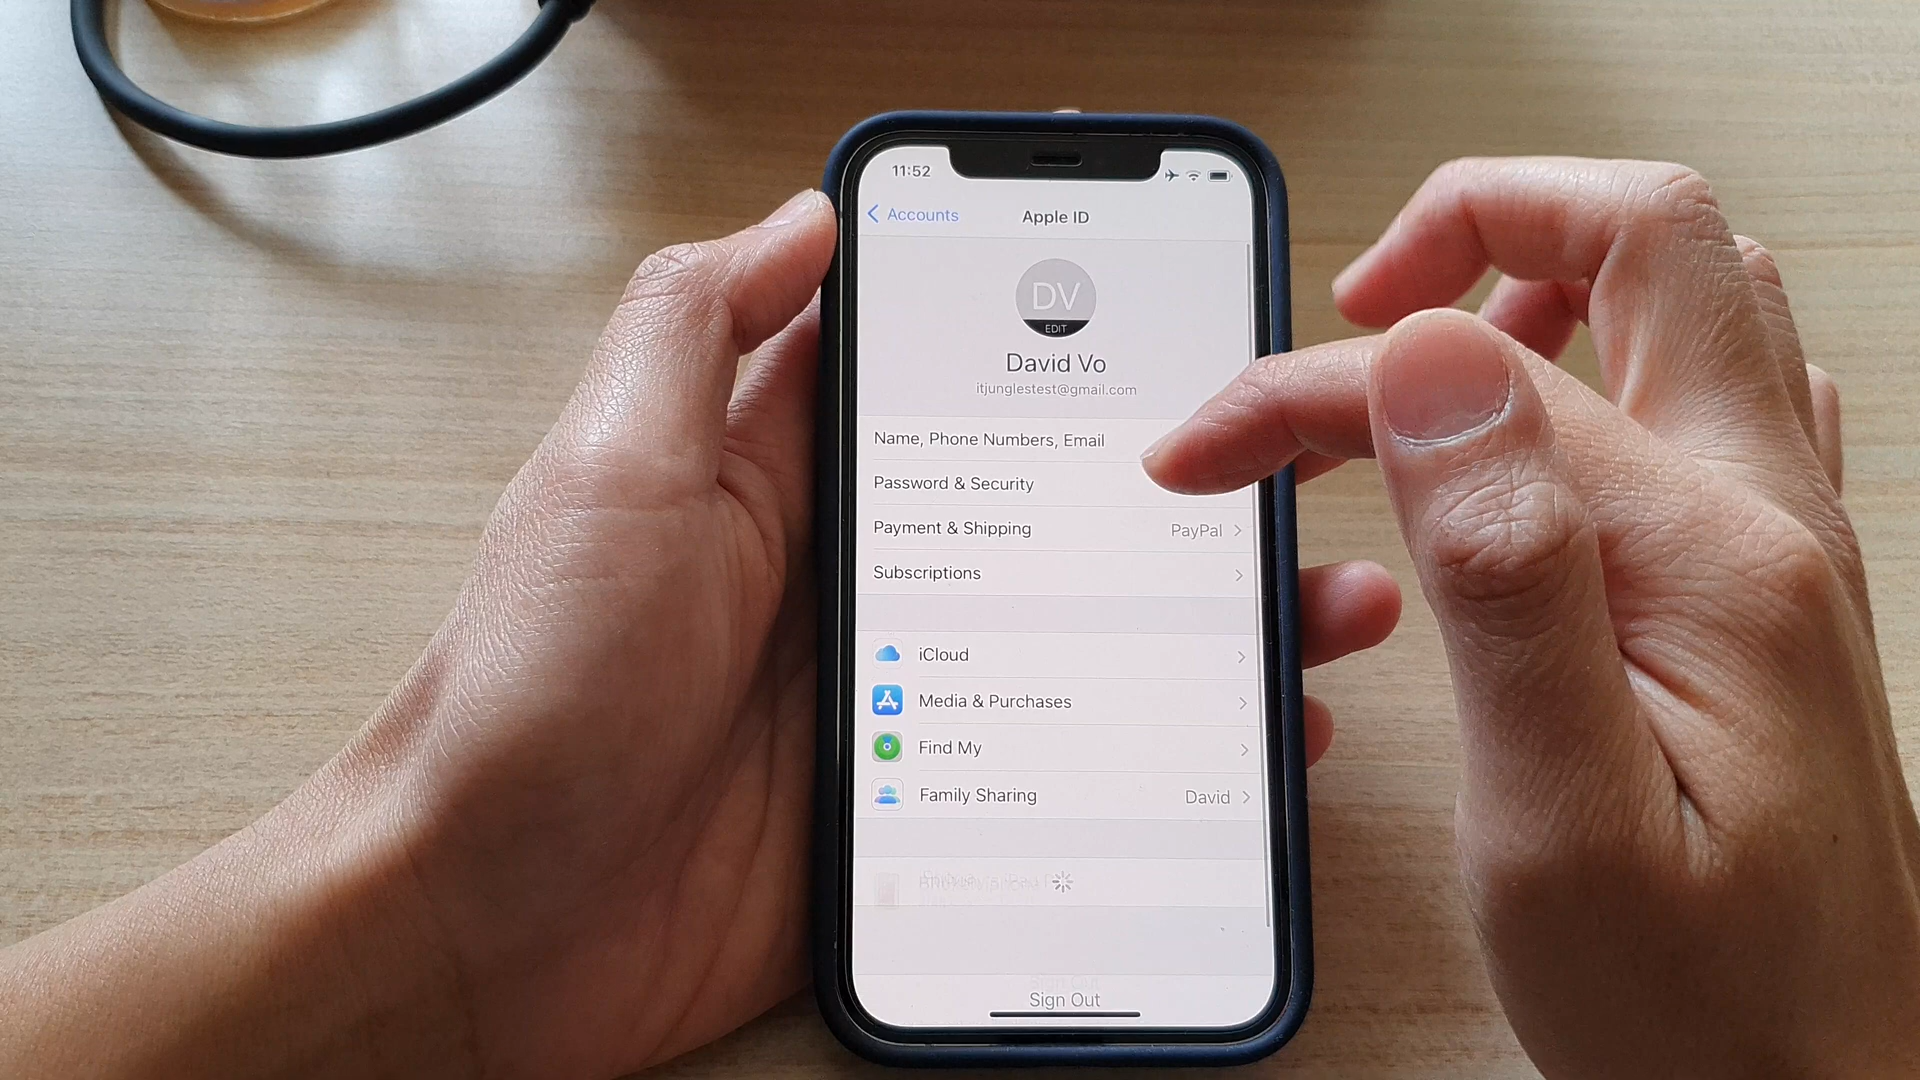 11:52
Accounts
Apple ID
DV
EDIT
David Vo
itjunglestest@gmail.com
Name, Phone Numbers, Email
Password & Security
Payment & Shipping PayPal
Subscriptions
iCloud
Media & Purchases
Find My
Family Sharing David
Sign Out